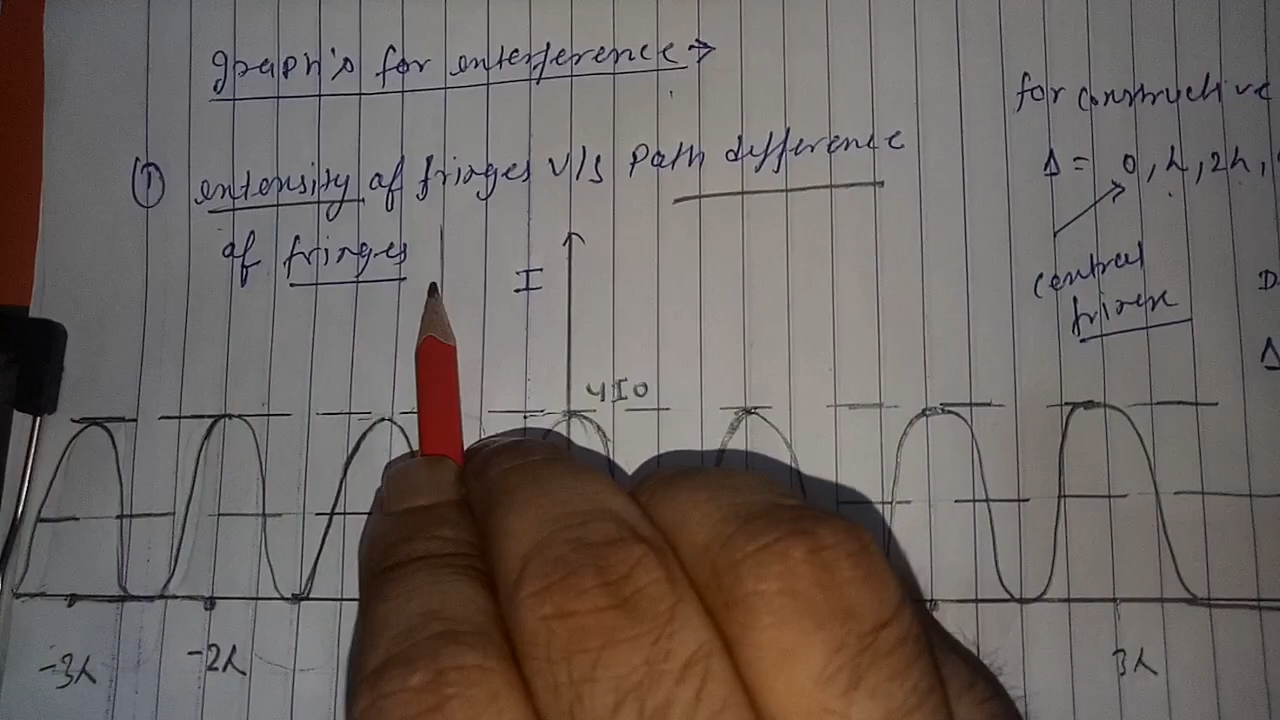 graph's for interference →
① intensity of fringes v/s Path difference
of fringes
I
4I0
for constructive
Δ = 0, λ, 2λ,
central
fringe
D
Δ
-3λ
-2λ
3λ